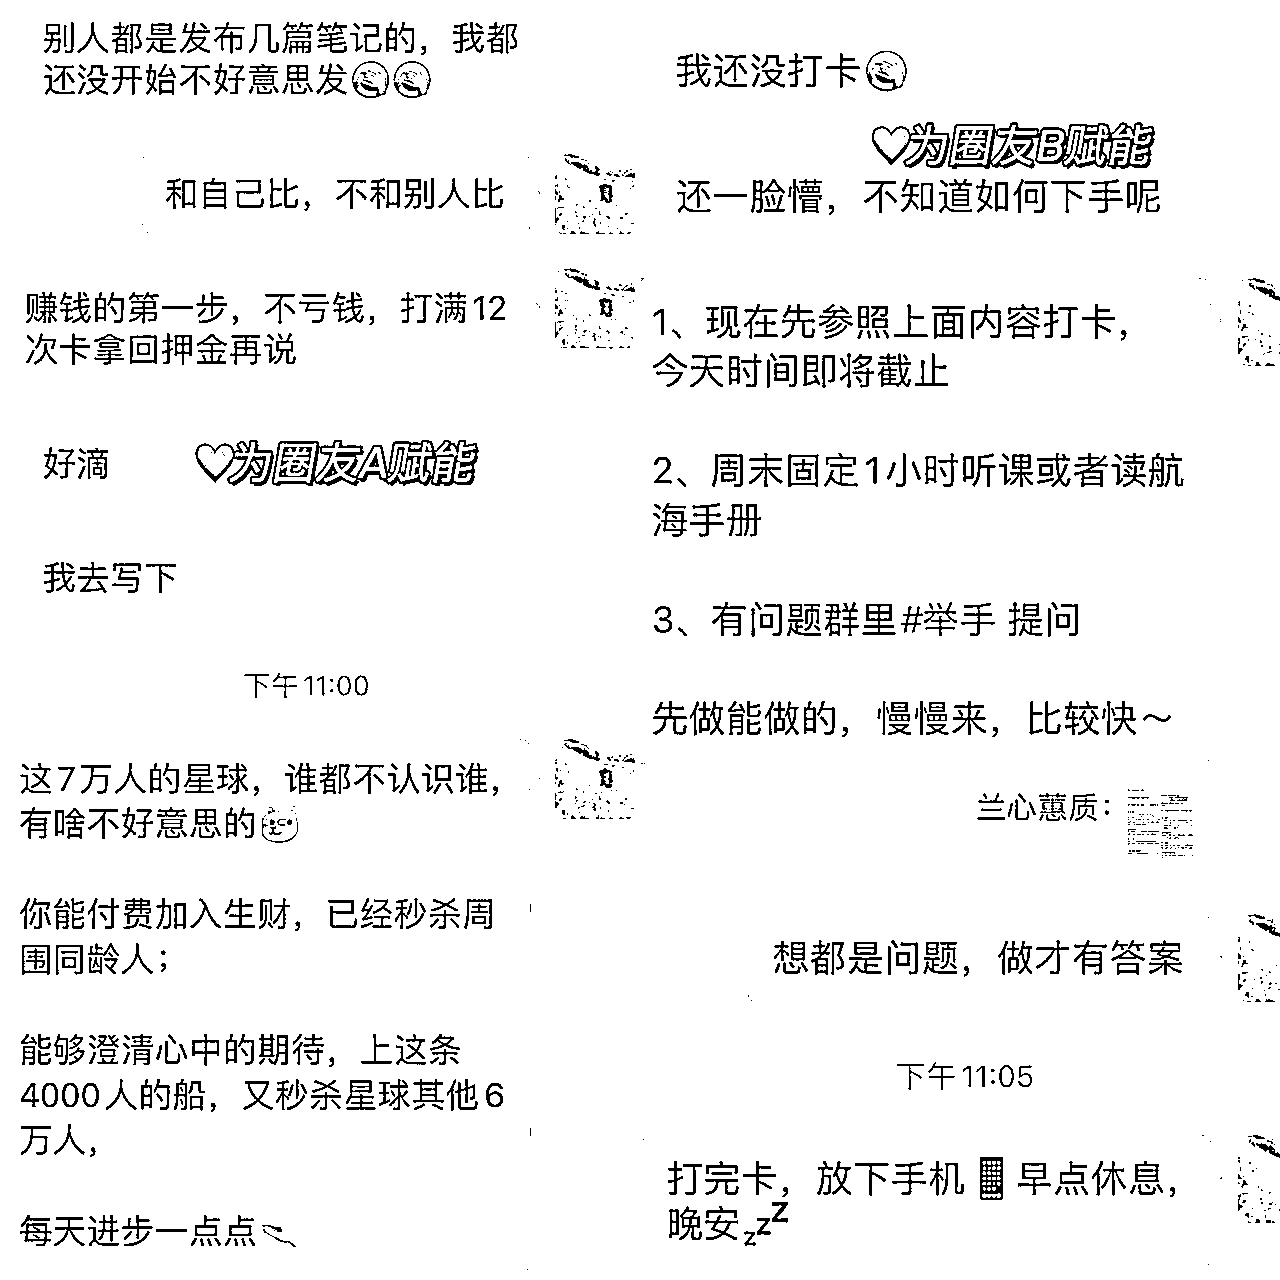 别人都是发布几篇笔记的，我都
还没开始不好意思发
和自己比，不和别人比
赚钱的第一步，不亏钱，打满12
次卡拿回押金再说
好滴
♡为圈友A赋能
我去写下
下午11:00
这7万人的星球，谁都不认识谁，
有啥不好意思的
你能付费加入生财，已经秒杀周
围同龄人；
能够澄清心中的期待，上这条
4000人的船，又秒杀星球其他6
万人，
每天进步一点点
我还没打卡
♡为圈友B赋能
还一脸懵，不知道如何下手呢
1、现在先参照上面内容打卡，
今天时间即将截止
2、周末固定1小时听课或者读航
海手册
3、有问题群里#举手 提问
先做能做的，慢慢来，比较快～
兰心蕙质：
想都是问题，做才有答案
下午11:05
打完卡，放下手机 早点休息，
晚安zzZ